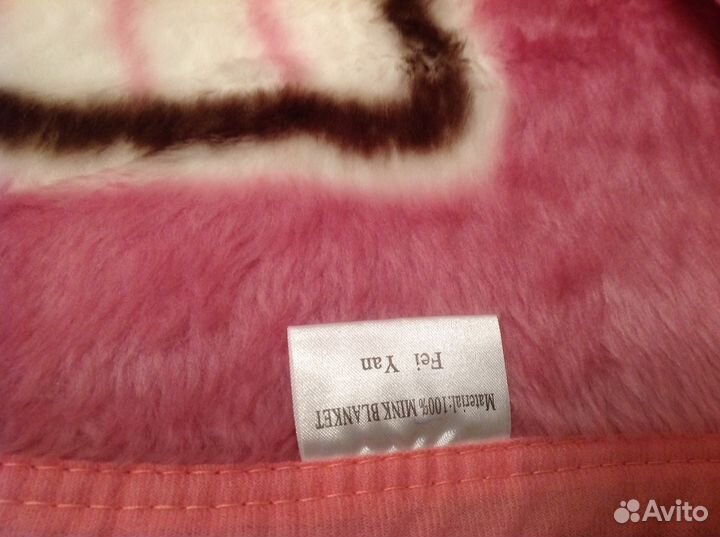 Material:100% MINK BLANKET
Fei Yan
Avito